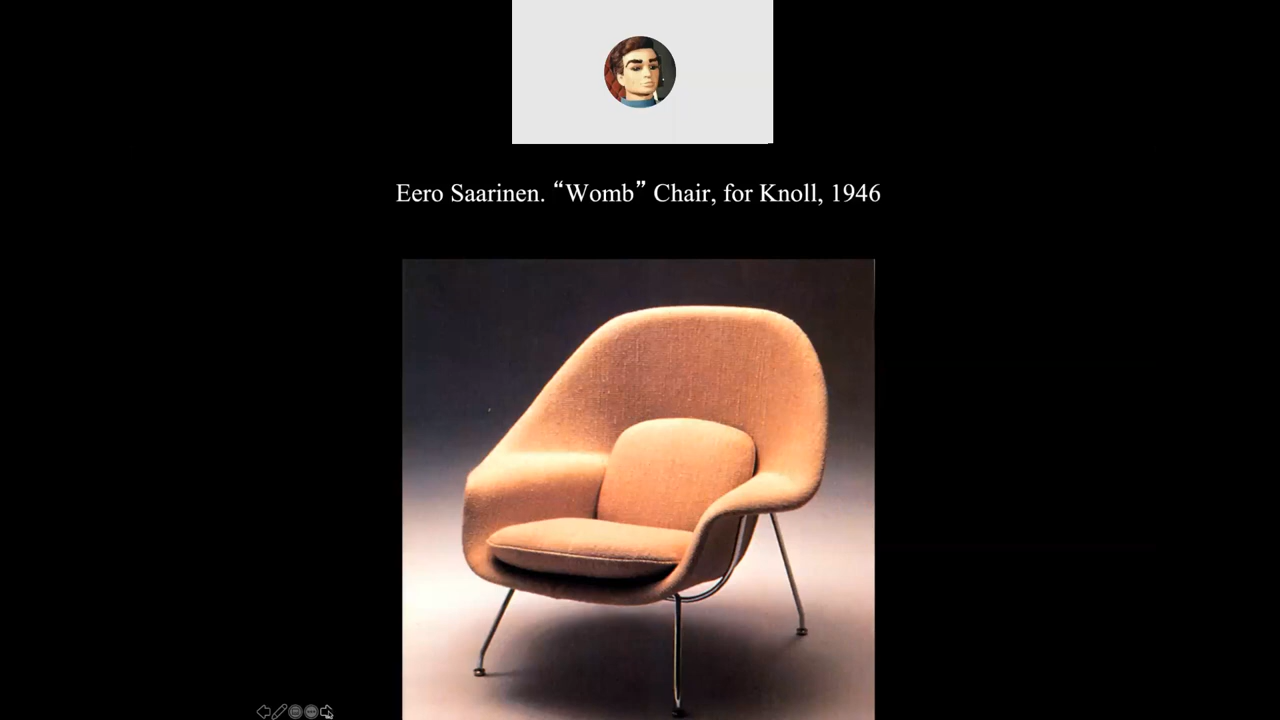 Eero Saarinen. “Womb” Chair, for Knoll, 1946